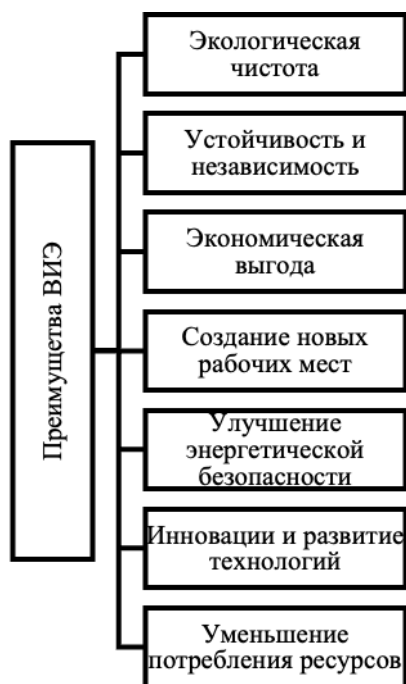 Преимущества ВИЭ
Экологическая
чистота
Устойчивость и
независимость
Экономическая
выгода
Создание новых
рабочих мест
Улучшение
энергетической
безопасности
Инновации и развитие
технологий
Уменьшение
потребления ресурсов